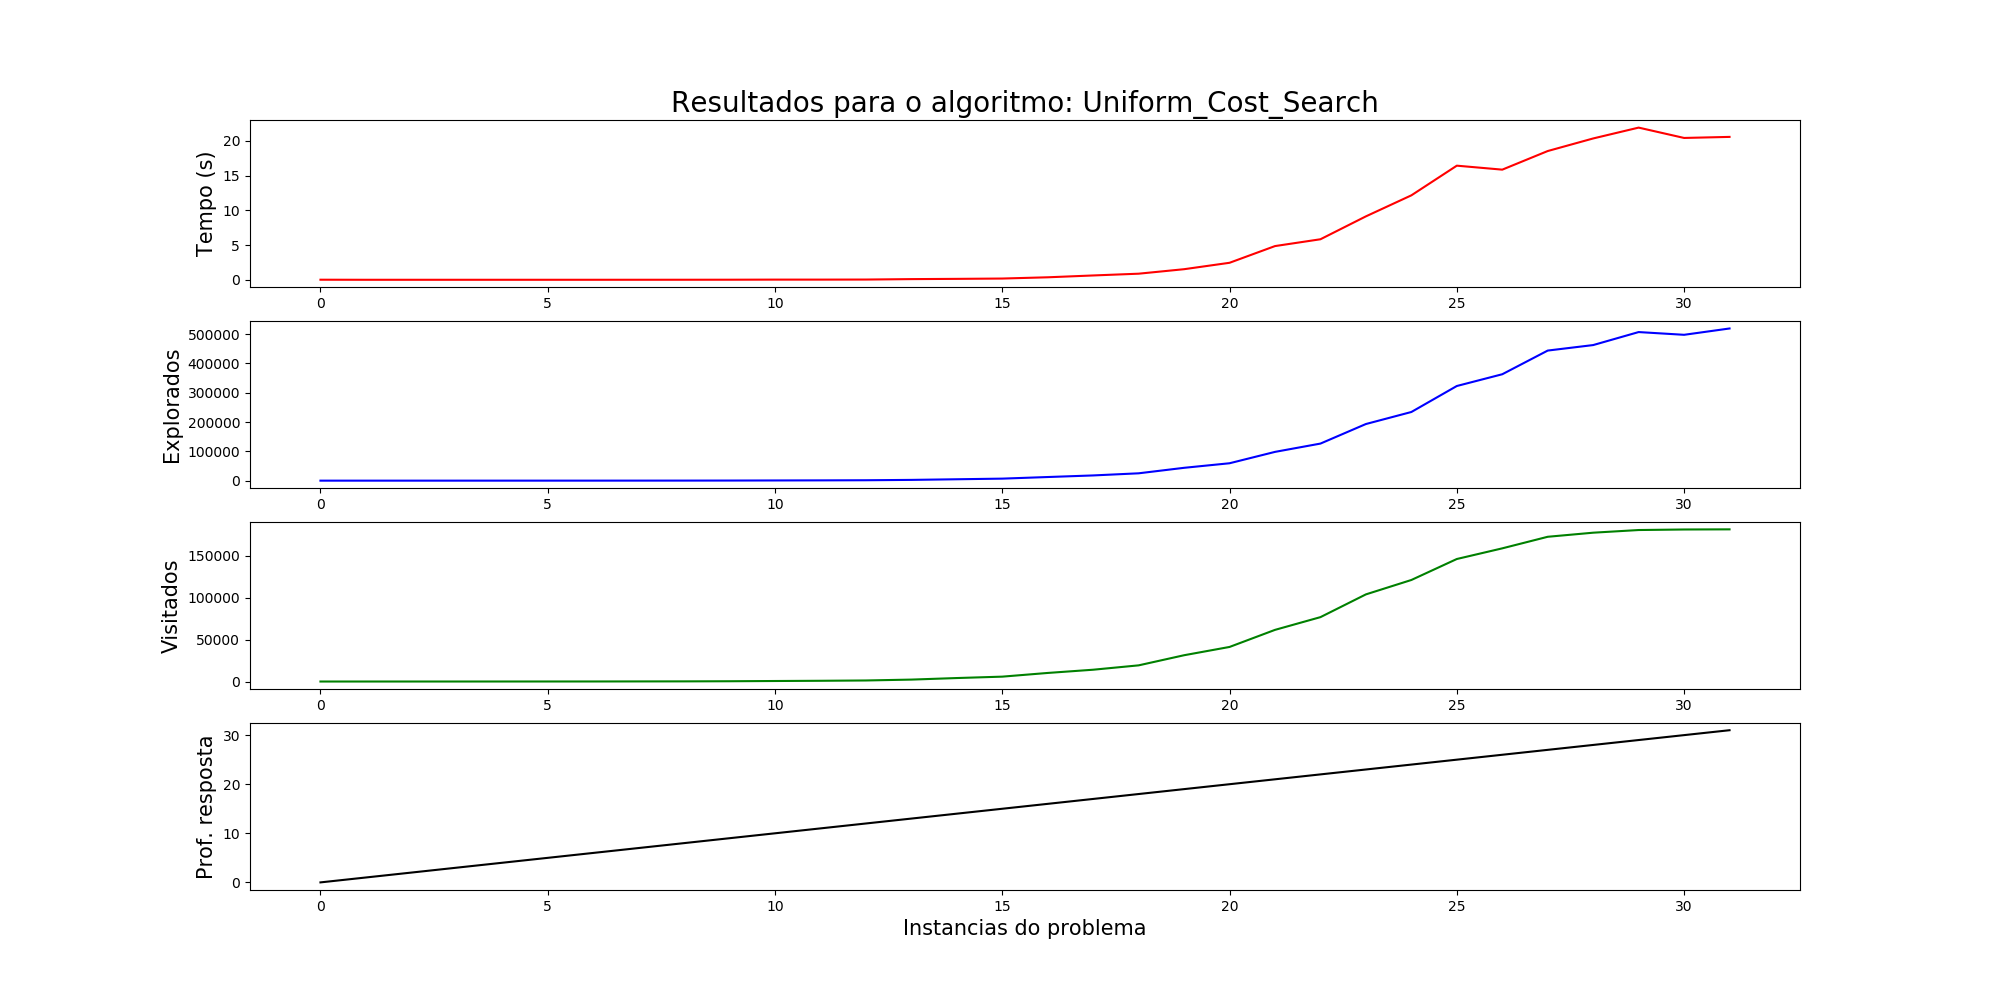 Resultados para o algoritmo: Uniform_Cost_Search
Tempo (s)
20
15
10
5
0
0 5 10 15 20 25 30
Explorados
500000
400000
300000
200000
100000
0
0 5 10 15 20 25 30
Visitados
150000
100000
50000
0
0 5 10 15 20 25 30
Prof. resposta
30
20
10
0
0 5 10 15 20 25 30
Instancias do problema